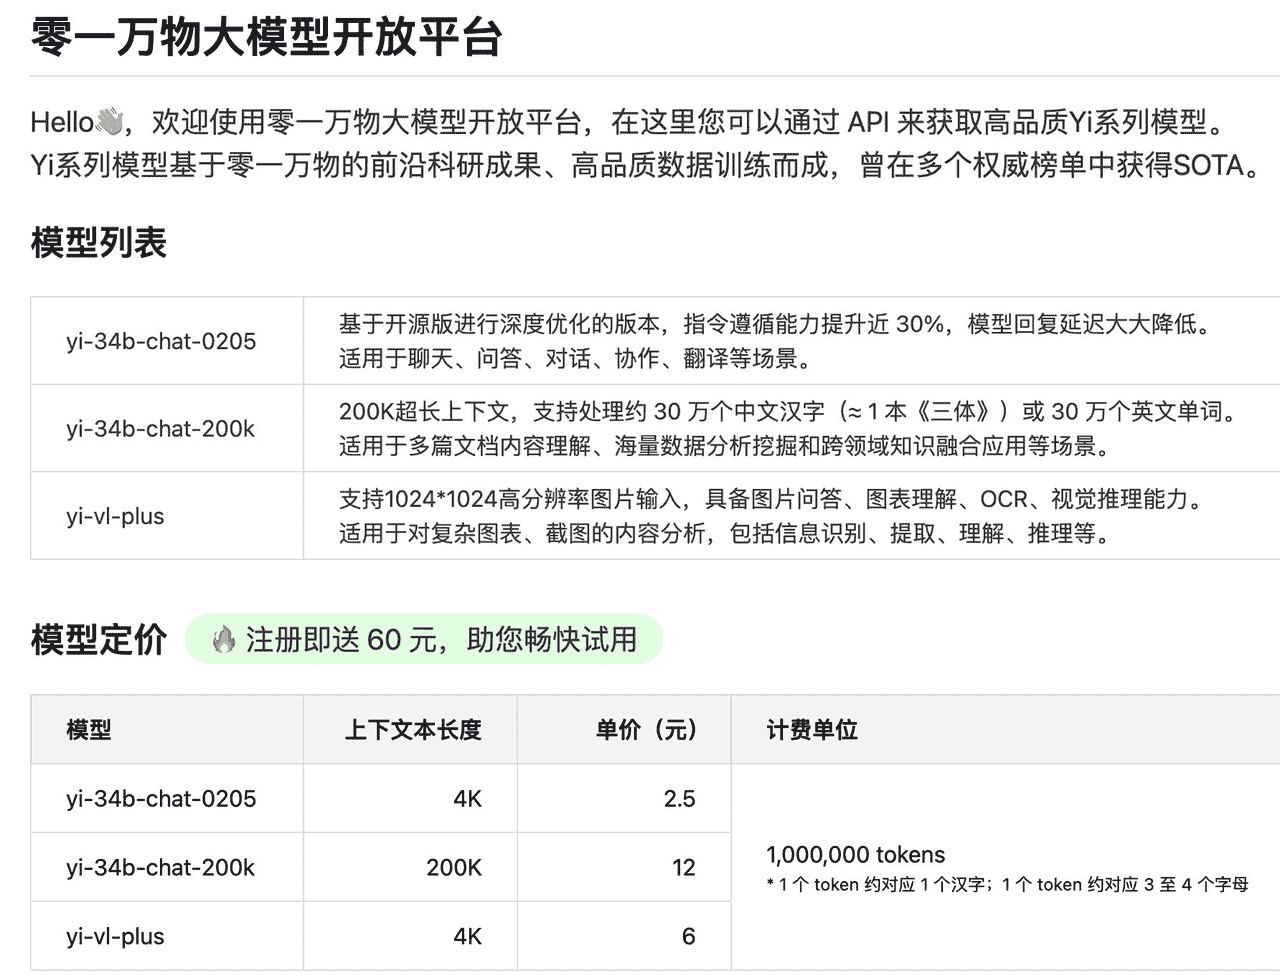 零一万物大模型开放平台
Hello👋，欢迎使用零一万物大模型开放平台，在这里您可以通过 API 来获取高品质Yi系列模型。
Yi系列模型基于零一万物的前沿科研成果、高品质数据训练而成，曾在多个权威榜单中获得SOTA。
模型列表
yi-34b-chat-0205
基于开源版进行深度优化的版本，指令遵循能力提升近 30%，模型回复延迟大大降低。
适用于聊天、问答、对话、协作、翻译等场景。
yi-34b-chat-200k
200K超长上下文，支持处理约 30 万个中文汉字（≈ 1 本《三体》）或 30 万个英文单词。
适用于多篇文档内容理解、海量数据分析挖掘和跨领域知识融合应用等场景。
yi-vl-plus
支持1024*1024高分辨率图片输入，具备图片问答、图表理解、OCR、视觉推理能力。
适用于对复杂图表、截图的内容分析，包括信息识别、提取、理解、推理等。
模型定价 🔥 注册即送 60 元，助您畅快试用
模型 上下文本长度 单价（元） 计费单位
yi-34b-chat-0205 4K 2.5
yi-34b-chat-200k 200K 12
1,000,000 tokens
* 1 个 token 约对应 1 个汉字；1 个 token 约对应 3 至 4 个字母
yi-vl-plus 4K 6